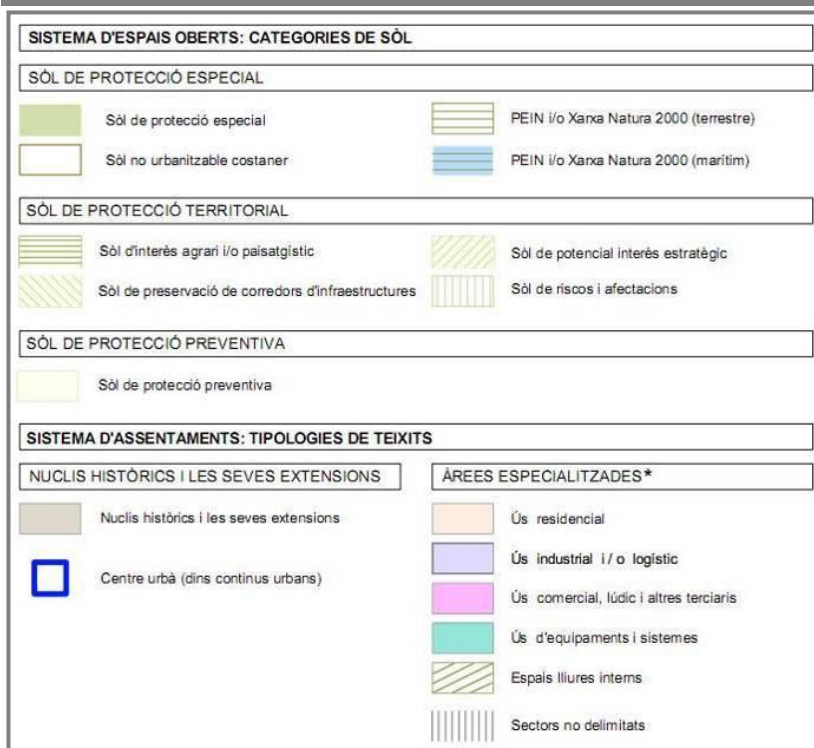 SISTEMA D'ESPAIS OBERTS: CATEGORIES DE SÒL
SÒL DE PROTECCIÓ ESPECIAL
Sòl de protecció especial
PEIN i/o Xarxa Natura 2000 (terrestre)
Sòl no urbanitzable costaner
PEIN i/o Xarxa Natura 2000 (marítim)
SÒL DE PROTECCIÓ TERRITORIAL
Sòl d'interès agrari i/o paisatgístic
Sòl de potencial interès estratègic
Sòl de preservació de corredors d'infraestructures
Sòl de riscos i afectacions
SÒL DE PROTECCIÓ PREVENTIVA
Sòl de protecció preventiva
SISTEMA D'ASSENTAMENTS: TIPOLOGIES DE TEIXITS
NUCLIS HISTÒRICS I LES SEVES EXTENSIONS
Nuclis històrics i les seves extensions
Centre urbà (dins continus urbans)
ÀREES ESPECIALITZADES*
Ús residencial
Ús industrial i / o logístic
Ús comercial, lúdic i altres terciaris
Ús d'equipaments i sistemes
Espais lliures interns
Sectors no delimitats